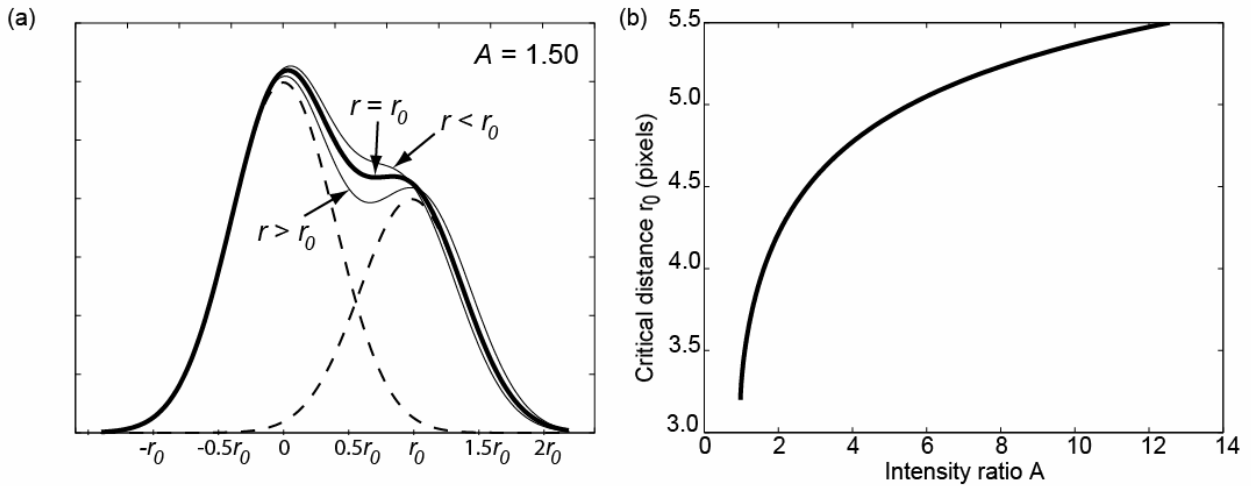 (a)
A = 1.50
r = r0
r < r0
r > r0
-r0 -0.5r0 0 0.5r0 r0 1.5r0 2r0
(b)
Critical distance r0 (pixels)
5.5
5.0
4.5
4.0
3.5
3.0
0 2 4 6 8 10 12 14
Intensity ratio A